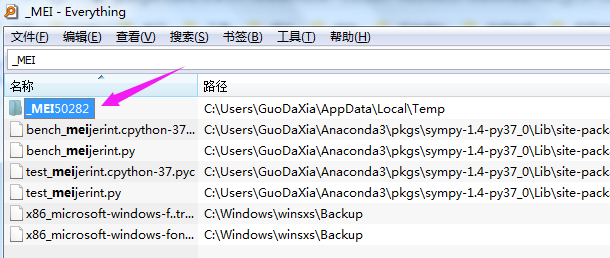 _MEI - Everything
文件(F) 编辑(E) 查看(V) 搜索(S) 书签(B) 工具(T) 帮助(H)
_MEI
名称 路径
_MEI50282 C:\Users\GuoDaXia\AppData\Local\Temp
bench_meijerint.cpython-37... C:\Users\GuoDaXia\Anaconda3\pkgs\sympy-1.4-py37_0\Lib\site-pack
bench_meijerint.py C:\Users\GuoDaXia\Anaconda3\pkgs\sympy-1.4-py37_0\Lib\site-pack
test_meijerint.cpython-37.pyc C:\Users\GuoDaXia\Anaconda3\pkgs\sympy-1.4-py37_0\Lib\site-pack
test_meijerint.py C:\Users\GuoDaXia\Anaconda3\pkgs\sympy-1.4-py37_0\Lib\site-pack
x86_microsoft-windows-f..tr... C:\Windows\winsxs\Backup
x86_microsoft-windows-fon... C:\Windows\winsxs\Backup